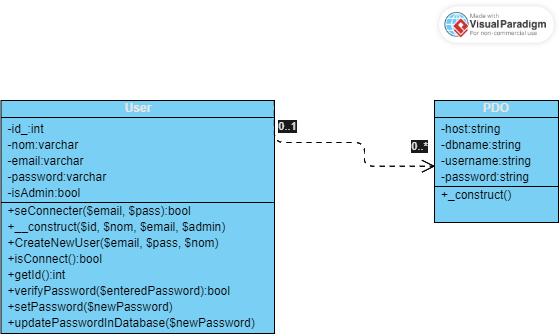 Made with
Visual Paradigm
For non-commercial use
User
-id_:int
-nom:varchar
-email:varchar
-password:varchar
-isAdmin:bool
+seConnecter($email, $pass):bool
+__construct($id, $nom, $email, $admin)
+CreateNewUser($email, $pass, $nom)
+isConnect():bool
+getId():int
+verifyPassword($enteredPassword):bool
+setPassword($newPassword)
+updatePasswordInDatabase($newPassword)
0..1
0..*
PDO
-host:string
-dbname:string
-username:string
-password:string
+_construct()